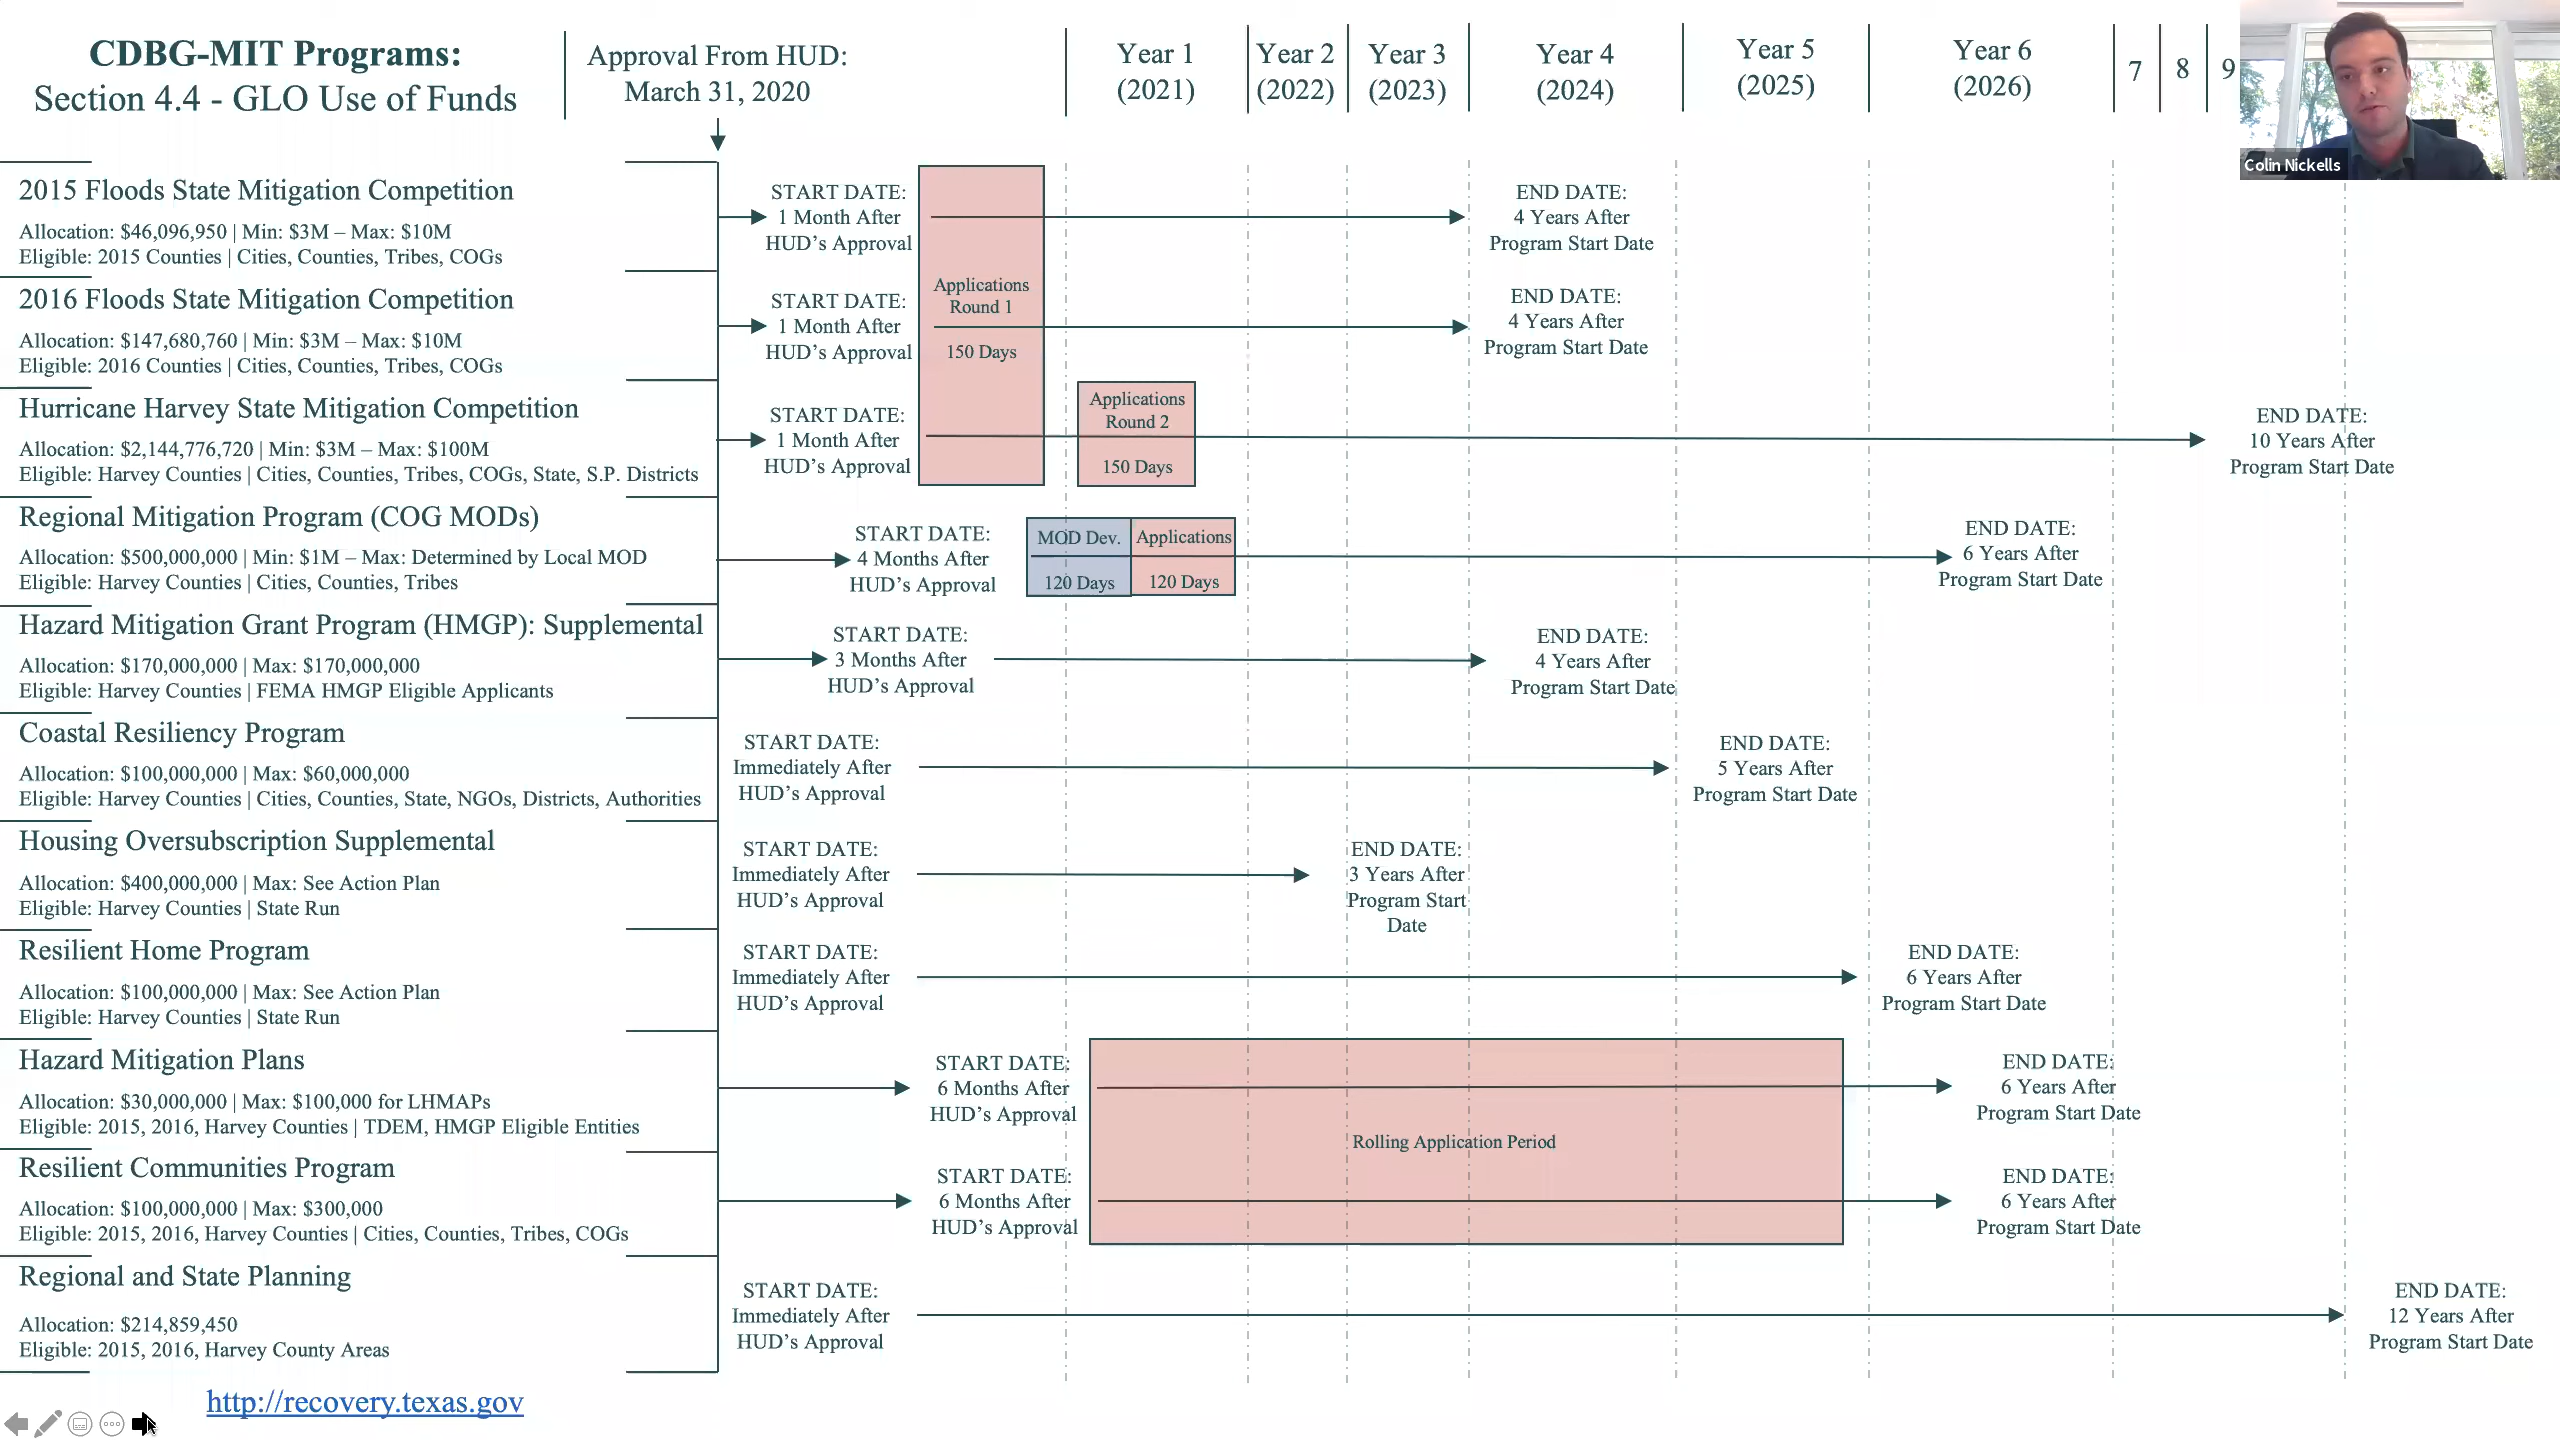 CDBG-MIT Programs:
Section 4.4 - GLO Use of Funds
Approval From HUD:
March 31, 2020
Year 1
(2021)
Year 2
(2022)
Year 3
(2023)
Year 4
(2024)
Year 5
(2025)
Year 6
(2026)
7
8
9
Colin Nickells
2015 Floods State Mitigation Competition
Allocation: $46,096,950 | Min: $3M – Max: $10M
Eligible: 2015 Counties | Cities, Counties, Tribes, COGs
START DATE:
1 Month After
HUD's Approval
END DATE:
4 Years After
Program Start Date
Applications
Round 1
150 Days
2016 Floods State Mitigation Competition
Allocation: $147,680,760 | Min: $3M – Max: $10M
Eligible: 2016 Counties | Cities, Counties, Tribes, COGs
START DATE:
1 Month After
HUD's Approval
END DATE:
4 Years After
Program Start Date
Hurricane Harvey State Mitigation Competition
Allocation: $2,144,776,720 | Min: $3M – Max: $100M
Eligible: Harvey Counties | Cities, Counties, Tribes, COGs, State, S.P. Districts
START DATE:
1 Month After
HUD's Approval
Applications
Round 2
150 Days
END DATE:
10 Years After
Program Start Date
Regional Mitigation Program (COG MODs)
Allocation: $500,000,000 | Min: $1M – Max: Determined by Local MOD
Eligible: Harvey Counties | Cities, Counties, Tribes
START DATE:
4 Months After
HUD's Approval
MOD Dev.
120 Days
Applications
120 Days
END DATE:
6 Years After
Program Start Date
Hazard Mitigation Grant Program (HMGP): Supplemental
Allocation: $170,000,000 | Max: $170,000,000
Eligible: Harvey Counties | FEMA HMGP Eligible Applicants
START DATE:
3 Months After
HUD's Approval
END DATE:
4 Years After
Program Start Date
Coastal Resiliency Program
Allocation: $100,000,000 | Max: $60,000,000
Eligible: Harvey Counties | Cities, Counties, State, NGOs, Districts, Authorities
START DATE:
Immediately After
HUD's Approval
END DATE:
5 Years After
Program Start Date
Housing Oversubscription Supplemental
Allocation: $400,000,000 | Max: See Action Plan
Eligible: Harvey Counties | State Run
START DATE:
Immediately After
HUD's Approval
END DATE:
3 Years After
Program Start
Date
Resilient Home Program
Allocation: $100,000,000 | Max: See Action Plan
Eligible: Harvey Counties | State Run
START DATE:
Immediately After
HUD's Approval
END DATE:
6 Years After
Program Start Date
Hazard Mitigation Plans
Allocation: $30,000,000 | Max: $100,000 for LHMAPs
Eligible: 2015, 2016, Harvey Counties | TDEM, HMGP Eligible Entities
START DATE:
6 Months After
HUD's Approval
END DATE:
6 Years After
Program Start Date
Rolling Application Period
Resilient Communities Program
Allocation: $100,000,000 | Max: $300,000
Eligible: 2015, 2016, Harvey Counties | Cities, Counties, Tribes, COGs
START DATE:
6 Months After
HUD's Approval
END DATE:
6 Years After
Program Start Date
Regional and State Planning
Allocation: $214,859,450
Eligible: 2015, 2016, Harvey County Areas
START DATE:
Immediately After
HUD's Approval
END DATE:
12 Years After
Program Start Date
http://recovery.texas.gov